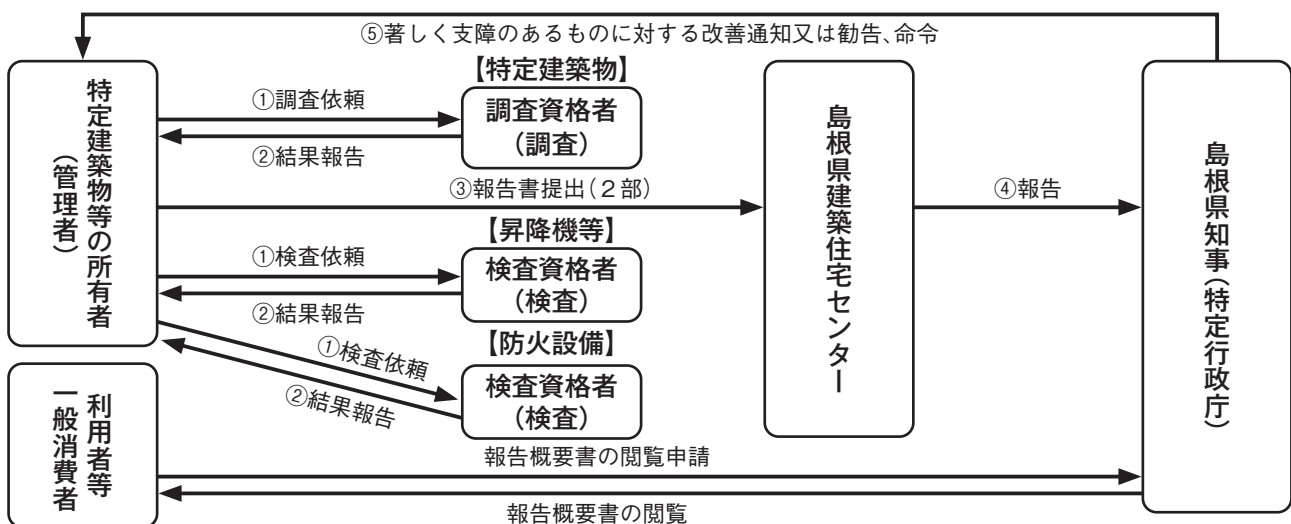 ⑤著しく支障のあるものに対する改善通知又は勧告、命令
特定建築物等の所有者
（管理者）
①調査依頼
②結果報告
【特定建築物】
調査資格者
（調査）
③報告書提出（２部）
【昇降機等】
①検査依頼
②結果報告
検査資格者
（検査）
【防火設備】
①検査依頼
②結果報告
検査資格者
（検査）
島根県建築住宅センター
④報告
島根県知事（特定行政庁）
利用者等
一般消費者
報告概要書の閲覧申請
報告概要書の閲覧